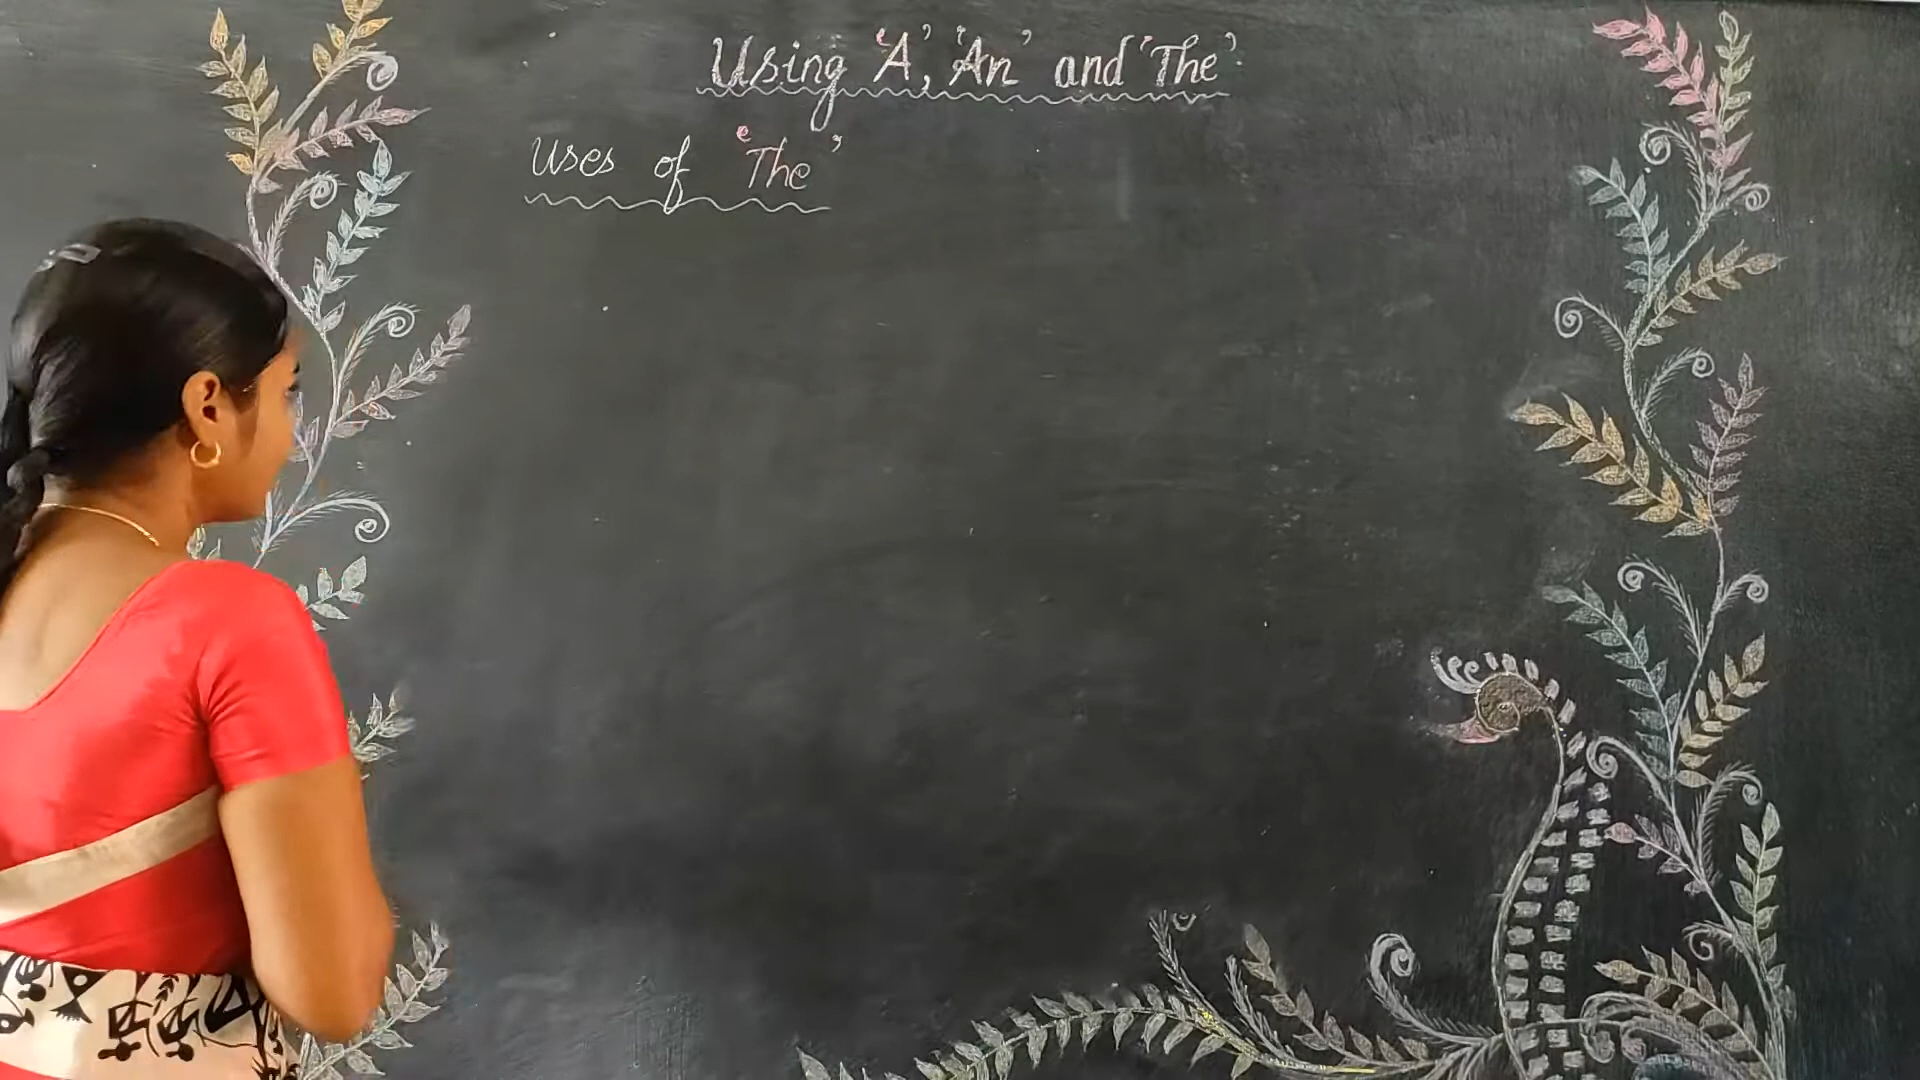 Using 'A', 'An' and 'The'.
Uses of 'The'